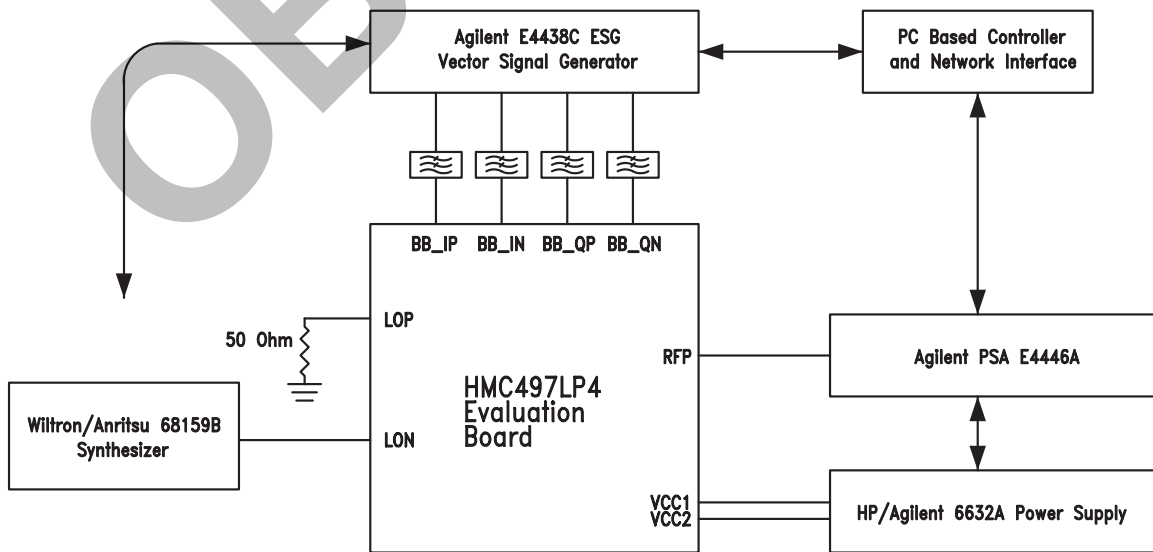 OB
Agilent E4438C ESG
Vector Signal Generator
PC Based Controller
and Network Interface
BB_IP BB_IN BB_QP BB_QN
LOP
50 Ohm
RFP
Agilent PSA E4446A
HMC497LP4
Evaluation
Board
Wiltron/Anritsu 68159B
Synthesizer
LON
VCC1
VCC2
HP/Agilent 6632A Power Supply